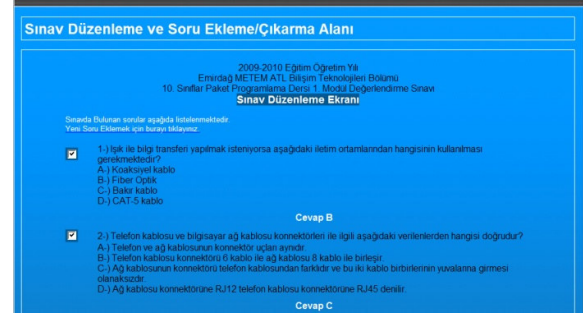 Sınav Düzenleme ve Soru Ekleme/Çıkarma Alanı
2009-2010 Eğitim Öğretim Yılı
Emirdağ METEM ATL Bilişim Teknolojileri Bölümü
10. Sınıflar Paket Programlama Dersi 1. Modül Değerlendirme Sınavı
Sınav Düzenleme Ekranı
Sınavda Bulunan sorular aşağıda listelenmektedir.
Yeni Soru Eklemek için burayı tıklayınız.
1-) Işık ile bilgi transferi yapılmak isteniyorsa aşağıdaki iletim ortamlarından hangisinin kullanılması
gerekmektedir?
A-) Koaksiyel kablo
B-) Fiber Optik
C-) Bakır kablo
D-) CAT-5 kablo
Cevap B
2-) Telefon kablosu ve bilgisayar ağ kablosu konnektörleri ile ilgili aşağıdaki verilenlerden hangisi doğrudur?
A-) Telefon ve ağ kablosunun konnektör uçları aynıdır.
B-) Telefon kablosu konnektörü 6 kablo ile ağ kablosu 8 kablo ile birleşir.
C-) Ağ kablosunun konnektörü telefon kablosundan farklıdır ve bu iki kablo birbirlerinin yuvalarına girmesi
olanaksızdır.
D-) Ağ kablosu konnektörüne RJ12 telefon kablosu konnektörüne RJ45 denilir.
Cevap C